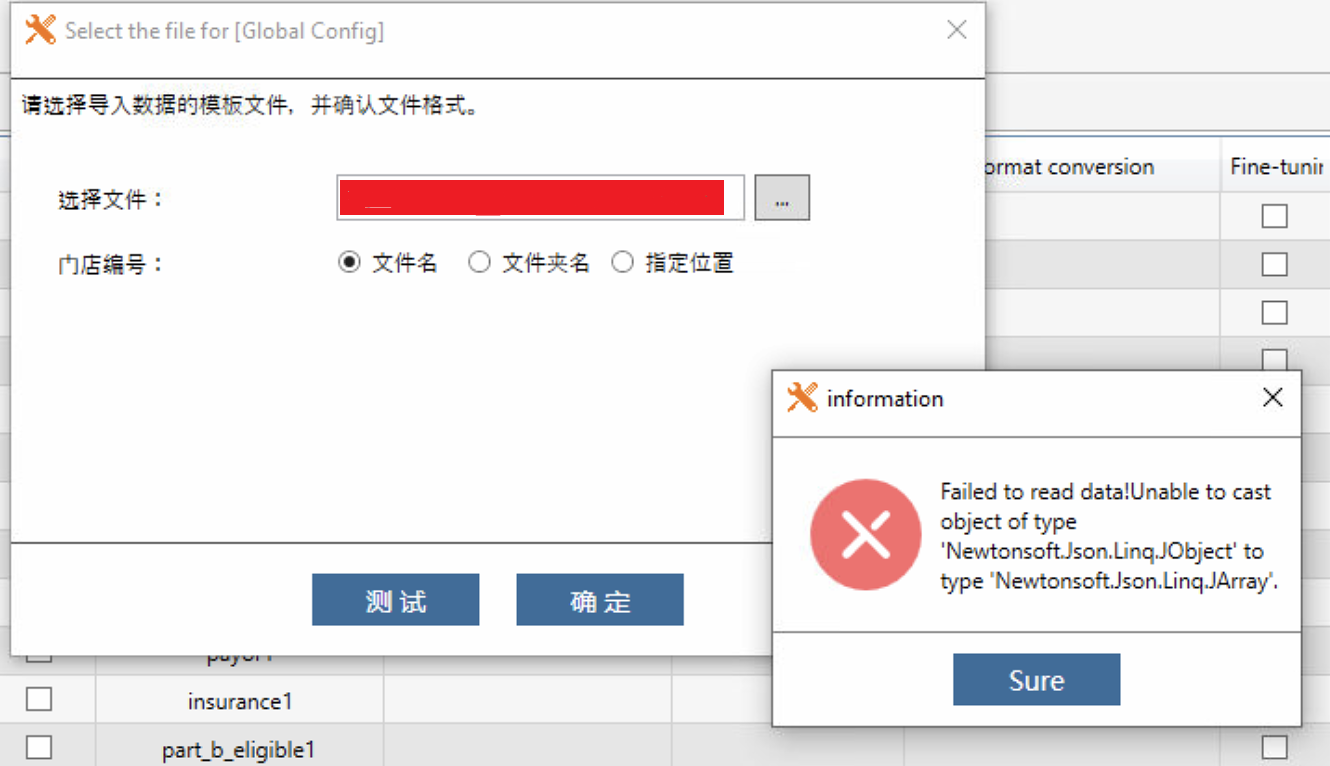 Select the file for [Global Config]
请选择导入数据的模板文件, 并确认文件格式。
ormat conversion
Fine-tunin
选择文件：
...
门店编号：
文件名
文件夹名
指定位置
information
Failed to read data!Unable to cast
object of type
'Newtonsoft.Json.Linq.JObject' to
type 'Newtonsoft.Json.Linq.JArray'.
测 试
确 定
Sure
payor1
insurance1
part_b_eligible1